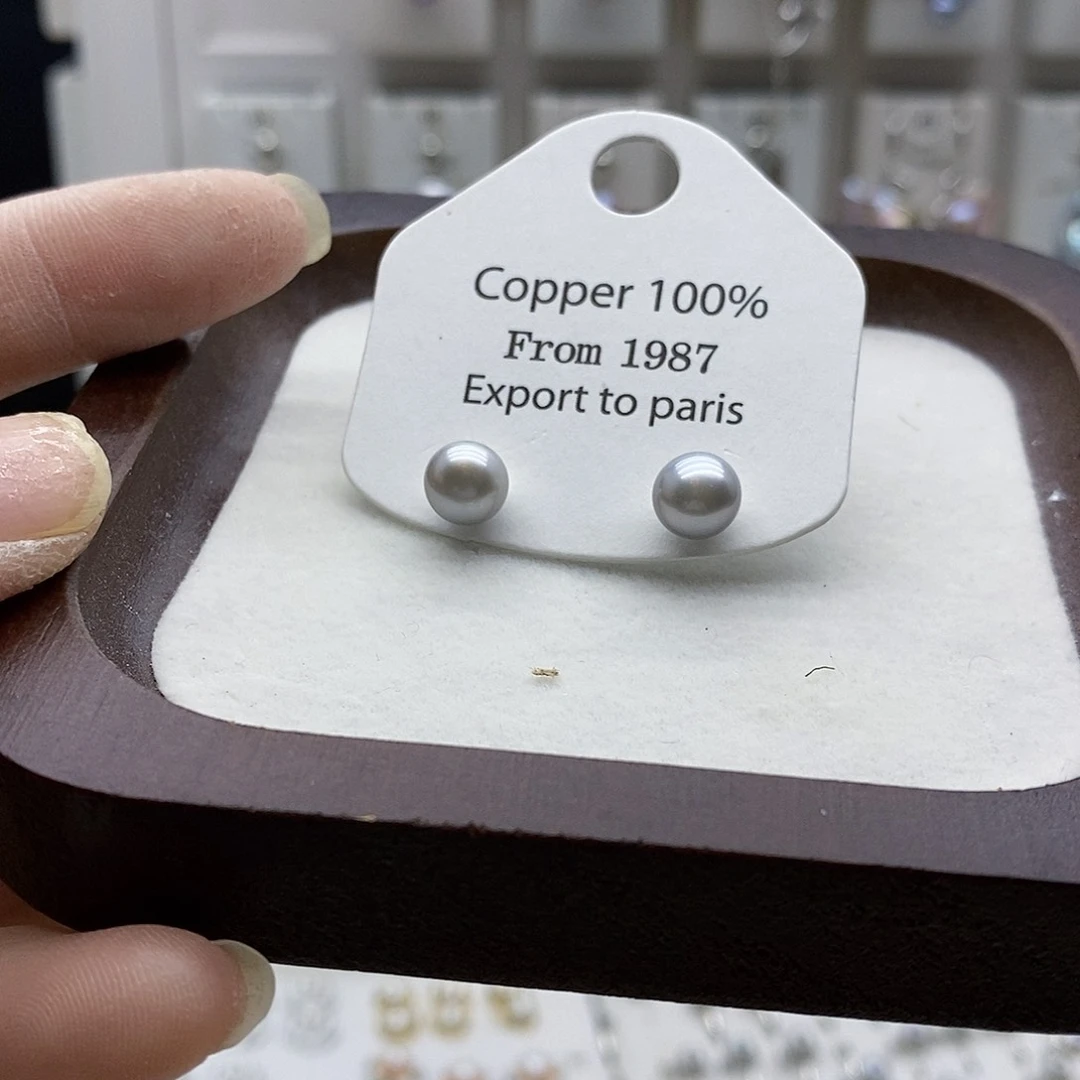 Copper 100%
From 1987
Export to paris